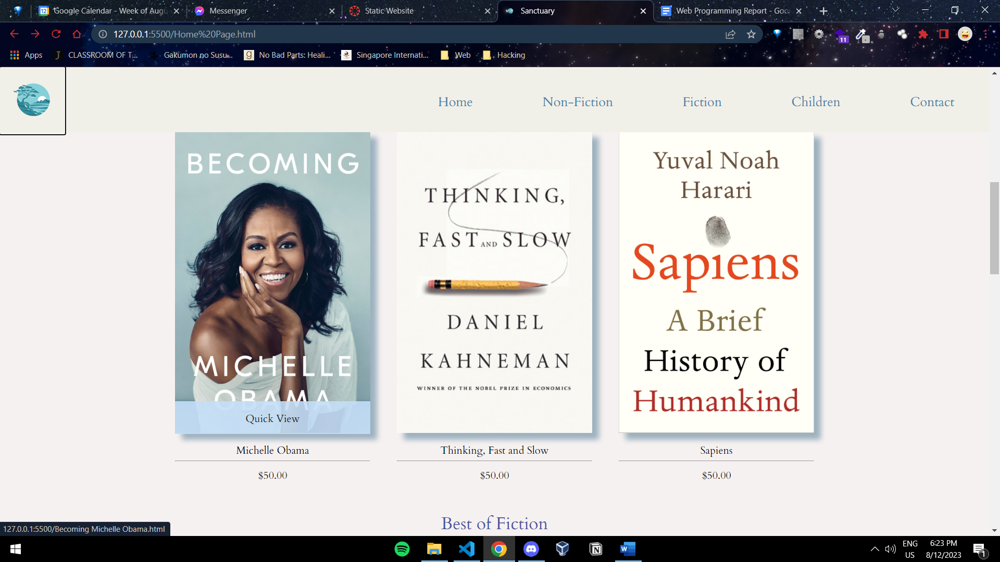 Google Calendar - Week of Augu
Messenger
Static Website
Sanctuary
Web Programming Report - Goo
127.0.0.1:5500/Home%20Page.html
11
Apps
CLASSROOM OF T...
Gakumon no Susu...
No Bad Parts: Heali...
Singapore Internati...
Web
Hacking
Home
Non-Fiction
Fiction
Children
Contact
BECOMING
MICHELLE
OBAMA
Quick View
Michelle Obama
$50.00
THINKING,
FAST AND SLOW
DANIEL
KAHNEMAN
WINNER OF THE NOBEL PRIZE IN ECONOMICS
Thinking, Fast and Slow
$50.00
Yuval Noah
Harari
Sapiens
A Brief
History of
Humankind
Sapiens
$50.00
Best of Fiction
127.0.0.1:5500/Becoming Michelle Obama.html
ENG
US
6:23 PM
8/12/2023
1